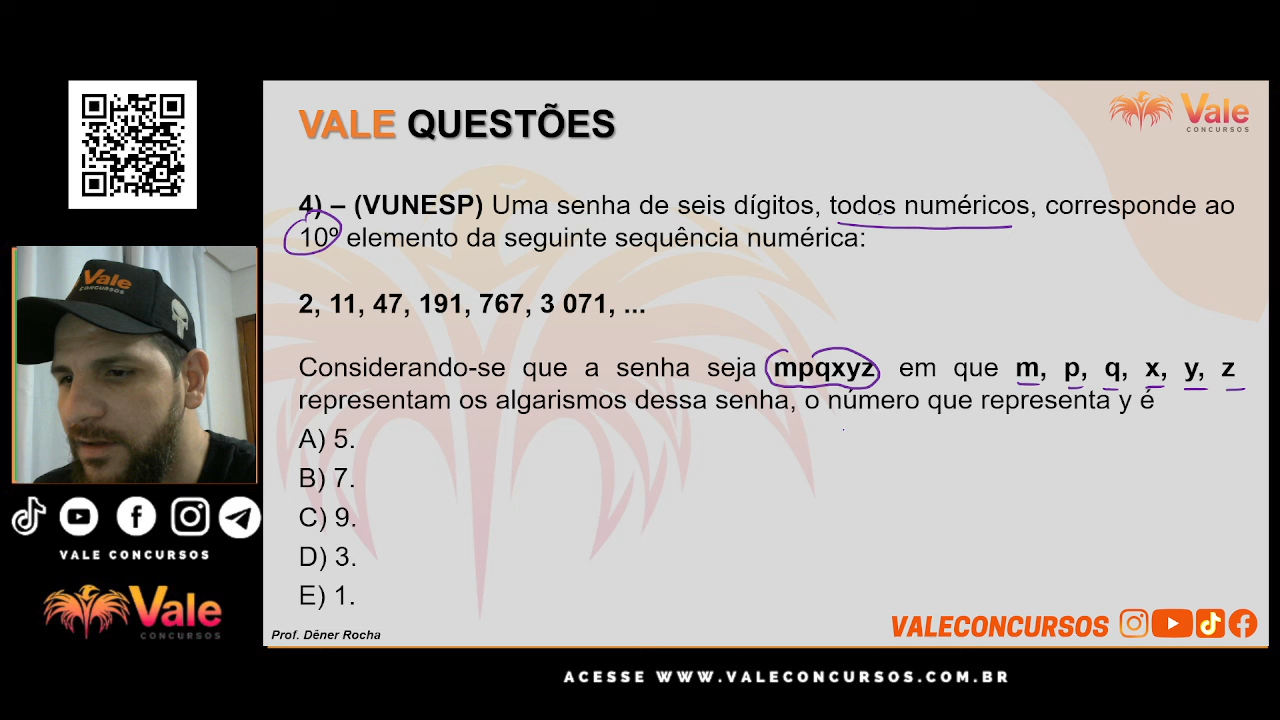 VALE QUESTÕES
Vale
CONCURSOS
4) – (VUNESP) Uma senha de seis dígitos, todos numéricos, corresponde ao
10º elemento da seguinte sequência numérica:
2, 11, 47, 191, 767, 3 071, ...
Considerando-se que a senha seja mpqxyz, em que m, p, q, x, y, z
representam os algarismos dessa senha, o número que representa y é
A) 5.
B) 7.
C) 9.
D) 3.
E) 1.
Prof. Dêner Rocha
VALECONCURSOS
Vale
CONCURSOS
VALE CONCURSOS
Vale
CONCURSOS
ACESSE WWW.VALECONCURSOS.COM.BR